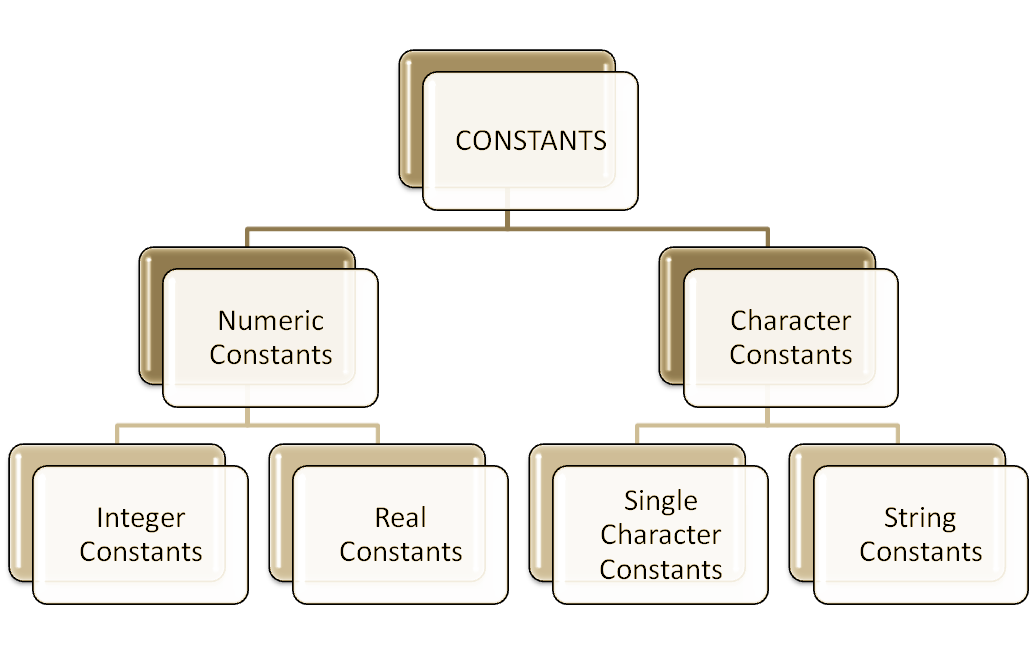 CONSTANTS
Numeric
Constants
Character
Constants
Integer
Constants
Real
Constants
Single
Character
Constants
String
Constants